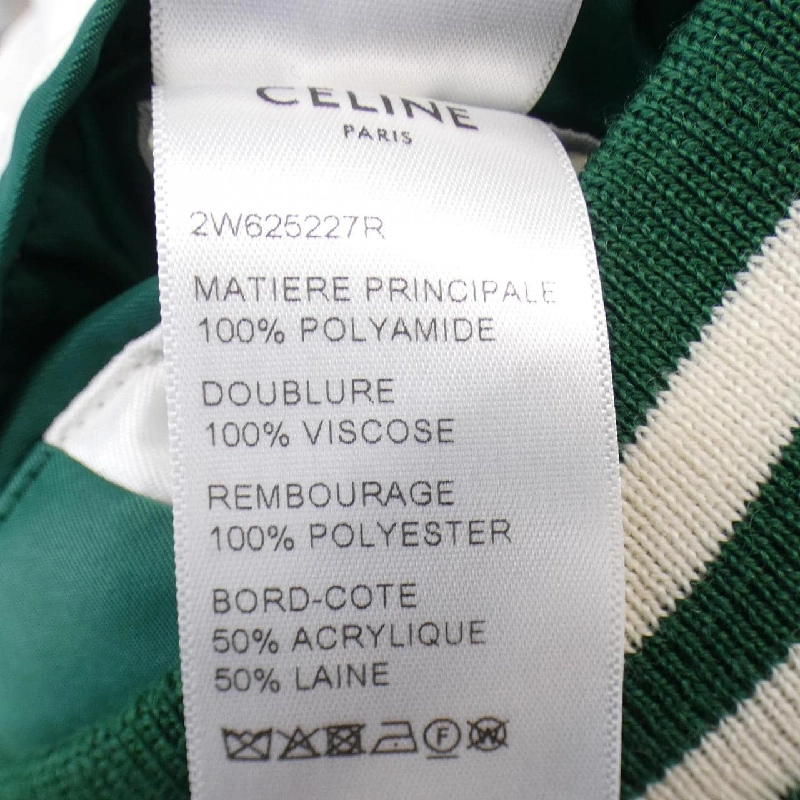 CELINE
PARIS
2W625227R
MATIERE PRINCIPALE
100% POLYAMIDE
DOUBLURE
100% VISCOSE
REMBOURAGE
100% POLYESTER
BORD-COTE
50% ACRYLIQUE
50% LAINE
F W